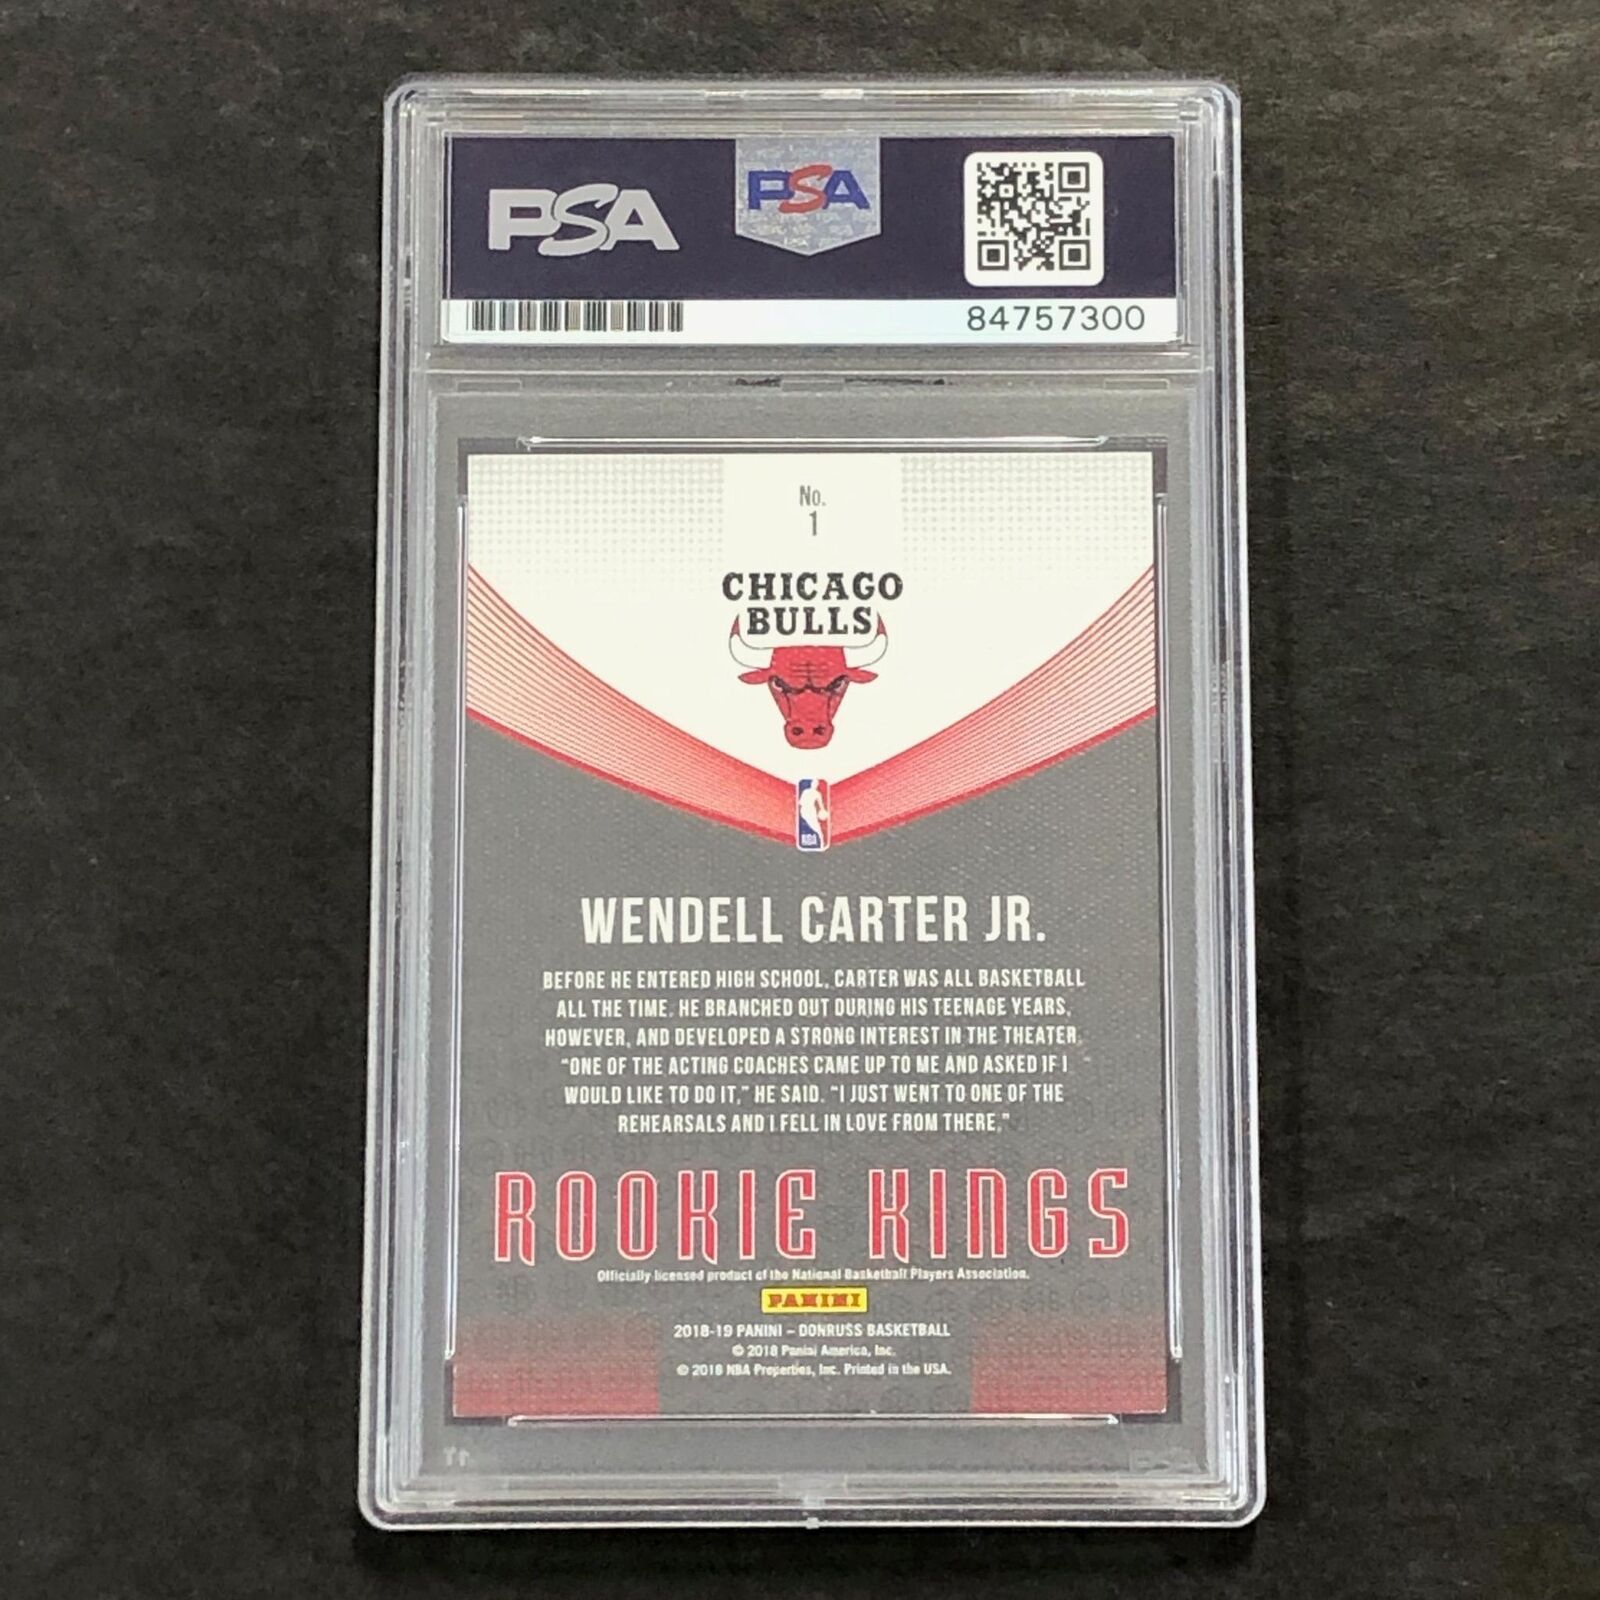 PSA
PSA
84757300
No.
1
CHICAGO
BULLS
NBA
WENDELL CARTER JR.
BEFORE HE ENTERED HIGH SCHOOL, CARTER WAS ALL BASKETBALL
ALL THE TIME. HE BRANCHED OUT DURING HIS TEENAGE YEARS,
HOWEVER, AND DEVELOPED A STRONG INTEREST IN THE THEATER.
“ONE OF THE ACTING COACHES CAME UP TO ME AND ASKED IF I
WOULD LIKE TO DO IT,” HE SAID. “I JUST WENT TO ONE OF THE
REHEARSALS AND I FELL IN LOVE FROM THERE.”
ROOKIE KINGS
Officially licensed product of the National Basketball Players Association.
PANINI
2018-19 PANINI – DONRUSS BASKETBALL
© 2018 Panini America, Inc.
© 2018 NBA Properties, Inc. Printed in the USA.